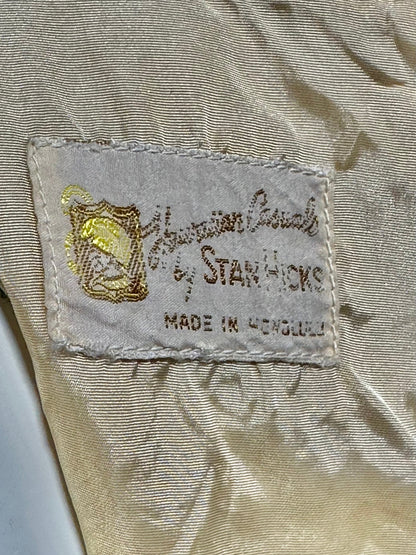 Hawaiian Casuals
by STAN HICKS
MADE IN HONOLULU